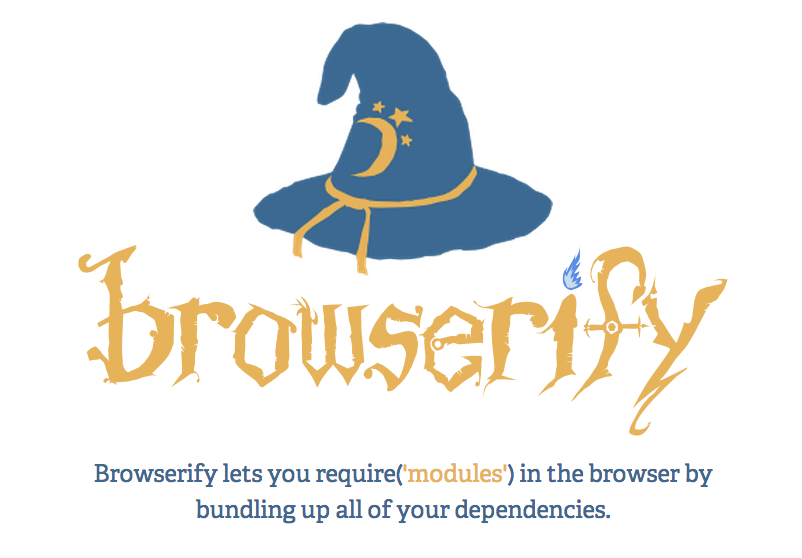 browserify
Browserify lets you require('modules') in the browser by
bundling up all of your dependencies.